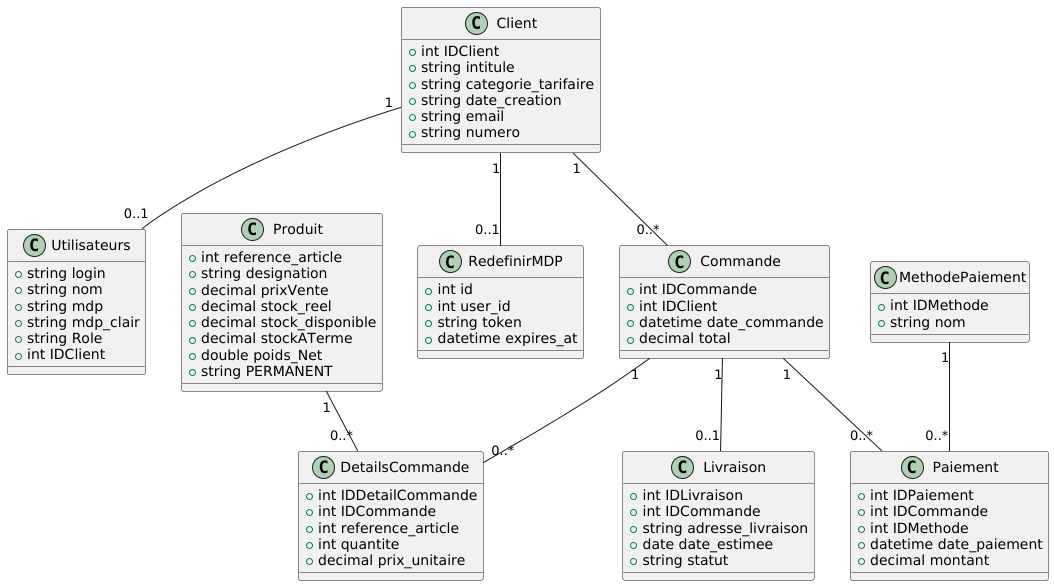 C Client
int IDClient
string intitule
string categorie_tarifaire
string date_creation
string email
string numero
1
1
1
0..1
0..1
0..*
C Utilisateurs
string login
string nom
string mdp
string mdp_clair
string Role
int IDClient
C Produit
int reference_article
string designation
decimal prixVente
decimal stock_reel
decimal stock_disponible
decimal stockATerme
double poids_Net
string PERMANENT
C RedefinirMDP
int id
int user_id
string token
datetime expires_at
C Commande
int IDCommande
int IDClient
datetime date_commande
decimal total
C MethodePaiement
int IDMethode
string nom
1
1
1
1
1
0..*
0..*
0..1
0..*
0..*
C DetailsCommande
int IDDetailCommande
int IDCommande
int reference_article
int quantite
decimal prix_unitaire
C Livraison
int IDLivraison
int IDCommande
string adresse_livraison
date date_estimee
string statut
C Paiement
int IDPaiement
int IDCommande
int IDMethode
datetime date_paiement
decimal montant